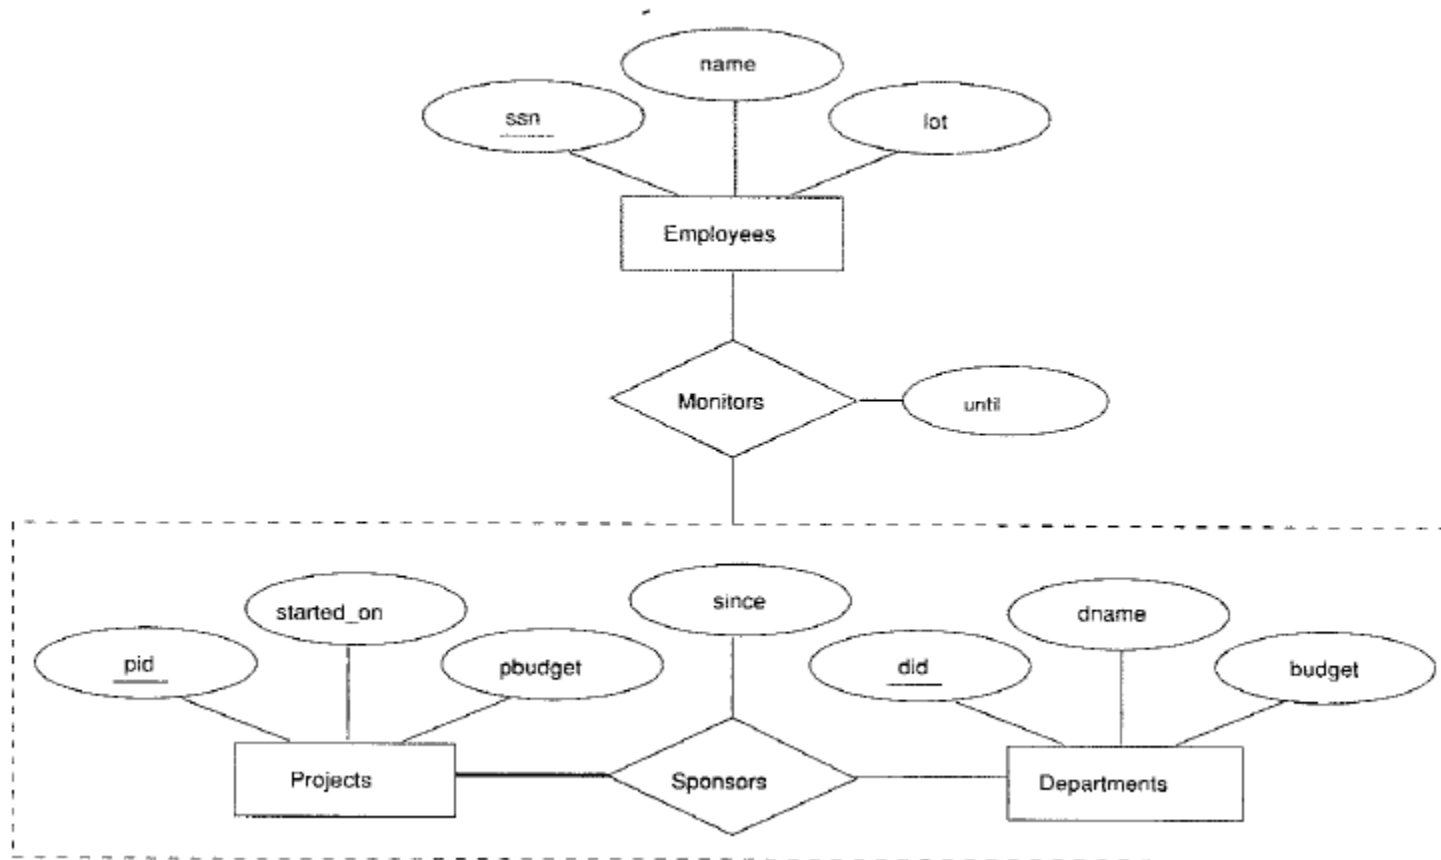 name
ssn
lot
Employees
Monitors
until
since
started_on
dname
pid
pbudget
did
budget
Projects
Sponsors
Departments